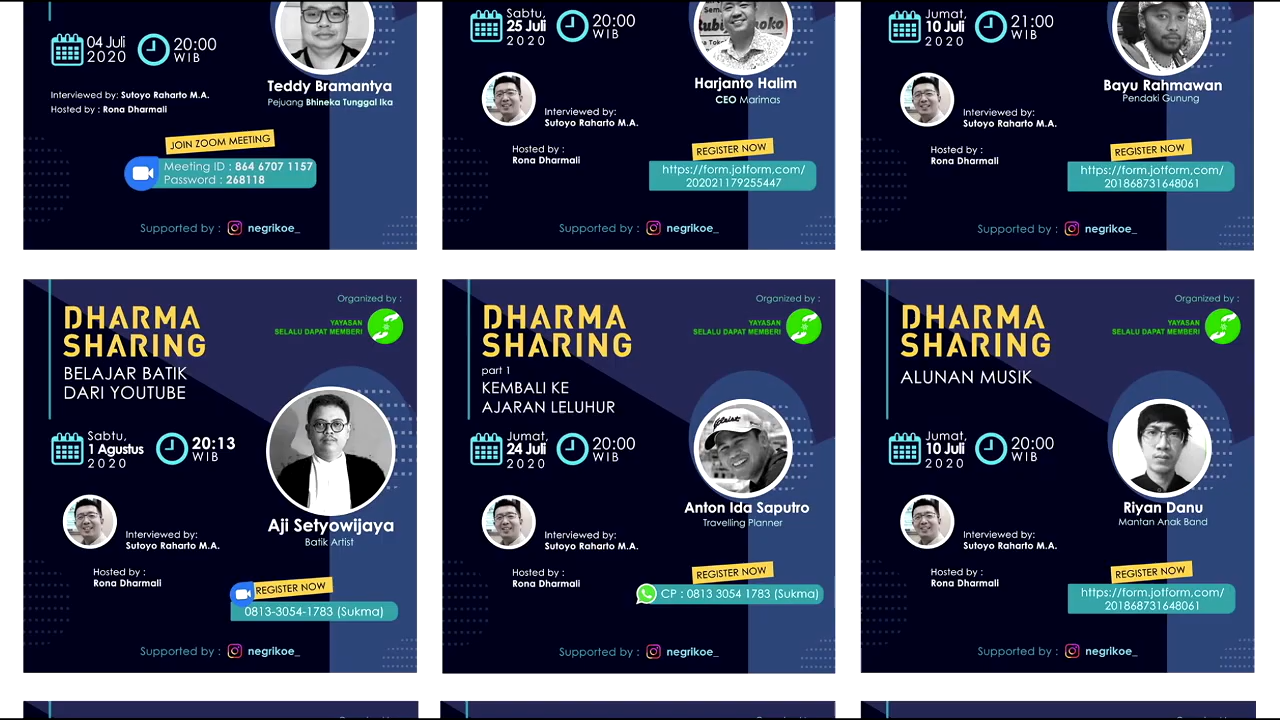 04 Juli
2020
20:00
WIB
Teddy Bramantya
Pejuang Bhineka Tunggal Ika
Interviewed by: Sutoyo Raharto M.A.
Hosted by : Rona Dharmali
JOIN ZOOM MEETING
Meeting ID : 864 6707 1157
Password : 268118
Supported by : negrikoe_
Sabtu,
25 Juli
2020
20:00
WIB
Harjanto Halim
CEO Marimas
Interviewed by:
Sutoyo Raharto M.A.
Hosted by :
Rona Dharmali
REGISTER NOW
https://form.jotform.com/
202021179255447
Supported by : negrikoe_
Jumat,
10 Juli
2020
21:00
WIB
Bayu Rahmawan
Pendaki Gunung
Interviewed by:
Sutoyo Raharto M.A.
Hosted by :
Rona Dharmali
REGISTER NOW
https://form.jotform.com/
201868731648061
Supported by : negrikoe_
Organized by :
YAYASAN
SELALU DAPAT MEMBERI
DHARMA
SHARING
BELAJAR BATIK
DARI YOUTUBE
Sabtu,
1 Agustus
2020
20:13
WIB
Aji Setyowijaya
Batik Artist
Interviewed by:
Sutoyo Raharto M.A.
Hosted by :
Rona Dharmali
REGISTER NOW
0813-3054-1783 (Sukma)
Supported by : negrikoe_
Organized by :
YAYASAN
SELALU DAPAT MEMBERI
DHARMA
SHARING
part 1
KEMBALI KE
AJARAN LELUHUR
Jumat,
24 Juli
2020
20:00
WIB
Anton Ida Saputro
Travelling Planner
Interviewed by:
Sutoyo Raharto M.A.
Hosted by :
Rona Dharmali
REGISTER NOW
CP : 0813 3054 1783 (Sukma)
Supported by : negrikoe_
Organized by :
YAYASAN
SELALU DAPAT MEMBERI
DHARMA
SHARING
ALUNAN MUSIK
Jumat,
10 Juli
2020
20:00
WIB
Riyan Danu
Mantan Anak Band
Interviewed by:
Sutoyo Raharto M.A.
Hosted by :
Rona Dharmali
REGISTER NOW
https://form.jotform.com/
201868731648061
Supported by : negrikoe_